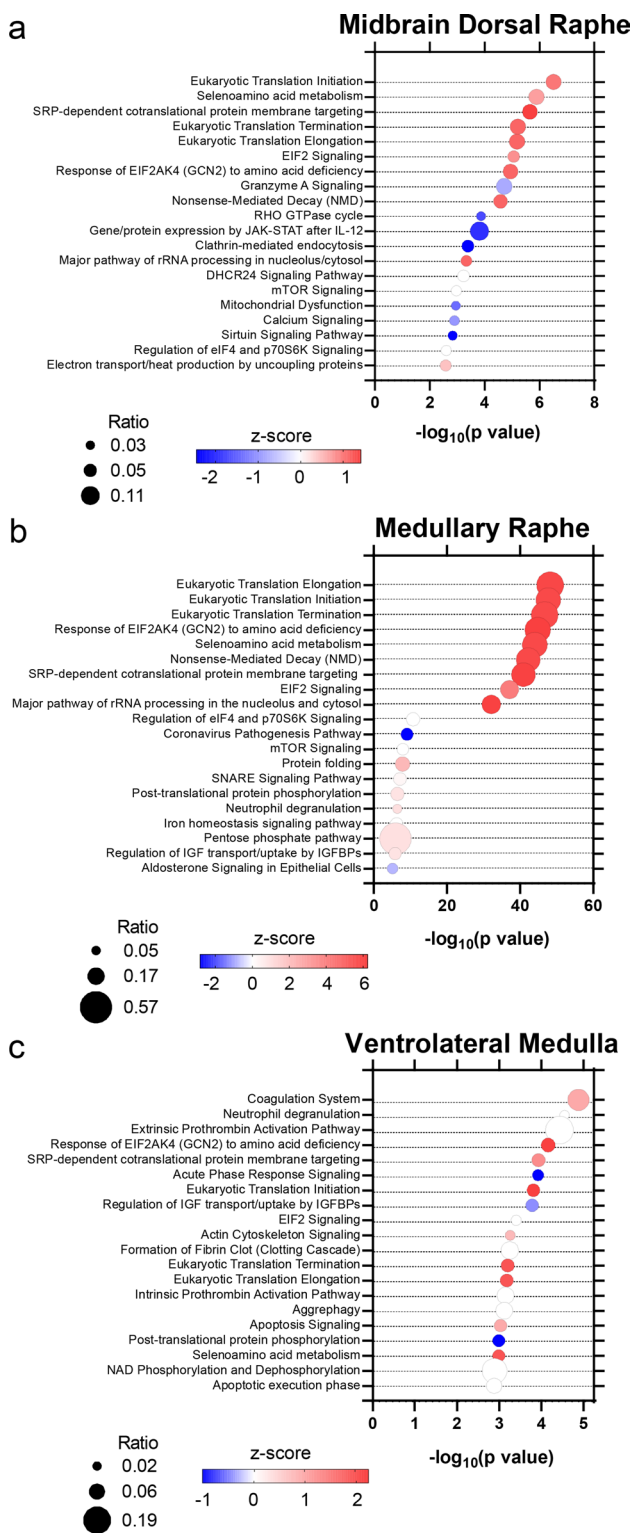 a
Midbrain Dorsal Raphe
Eukaryotic Translation Initiation
Selenoamino acid metabolism
SRP-dependent cotranslational protein membrane targeting
Eukaryotic Translation Termination
Eukaryotic Translation Elongation
EIF2 Signaling
Response of EIF2AK4 (GCN2) to amino acid deficiency
Granzyme A Signaling
Nonsense-Mediated Decay (NMD)
RHO GTPase cycle
Gene/protein expression by JAK-STAT after IL-12
Clathrin-mediated endocytosis
Major pathway of rRNA processing in nucleolus/cytosol
DHCR24 Signaling Pathway
mTOR Signaling
Mitochondrial Dysfunction
Calcium Signaling
Sirtuin Signaling Pathway
Regulation of eIF4 and p70S6K Signaling
Electron transport/heat production by uncoupling proteins
0 2 4 6 8
-log10(p value)
Ratio
0.03
0.05
0.11
z-score
-2 -1 0 1
b
Medullary Raphe
Eukaryotic Translation Elongation
Eukaryotic Translation Initiation
Eukaryotic Translation Termination
Response of EIF2AK4 (GCN2) to amino acid deficiency
Selenoamino acid metabolism
Nonsense-Mediated Decay (NMD)
SRP-dependent cotranslational protein membrane targeting
EIF2 Signaling
Major pathway of rRNA processing in the nucleolus and cytosol
Regulation of eIF4 and p70S6K Signaling
Coronavirus Pathogenesis Pathway
mTOR Signaling
Protein folding
SNARE Signaling Pathway
Post-translational protein phosphorylation
Neutrophil degranulation
Iron homeostasis signaling pathway
Pentose phosphate pathway
Regulation of IGF transport/uptake by IGFBPs
Aldosterone Signaling in Epithelial Cells
0 20 40 60
-log10(p value)
Ratio
0.05
0.17
0.57
z-score
-2 0 2 4 6
c
Ventrolateral Medulla
Coagulation System
Neutrophil degranulation
Extrinsic Prothrombin Activation Pathway
Response of EIF2AK4 (GCN2) to amino acid deficiency
SRP-dependent cotranslational protein membrane targeting
Acute Phase Response Signaling
Eukaryotic Translation Initiation
Regulation of IGF transport/uptake by IGFBPs
EIF2 Signaling
Actin Cytoskeleton Signaling
Formation of Fibrin Clot (Clotting Cascade)
Eukaryotic Translation Termination
Eukaryotic Translation Elongation
Intrinsic Prothrombin Activation Pathway
Aggrephagy
Apoptosis Signaling
Post-translational protein phosphorylation
Selenoamino acid metabolism
NAD Phosphorylation and Dephosphorylation
Apoptotic execution phase
0 1 2 3 4 5
-log10(p value)
Ratio
0.02
0.06
0.19
z-score
-1 0 1 2